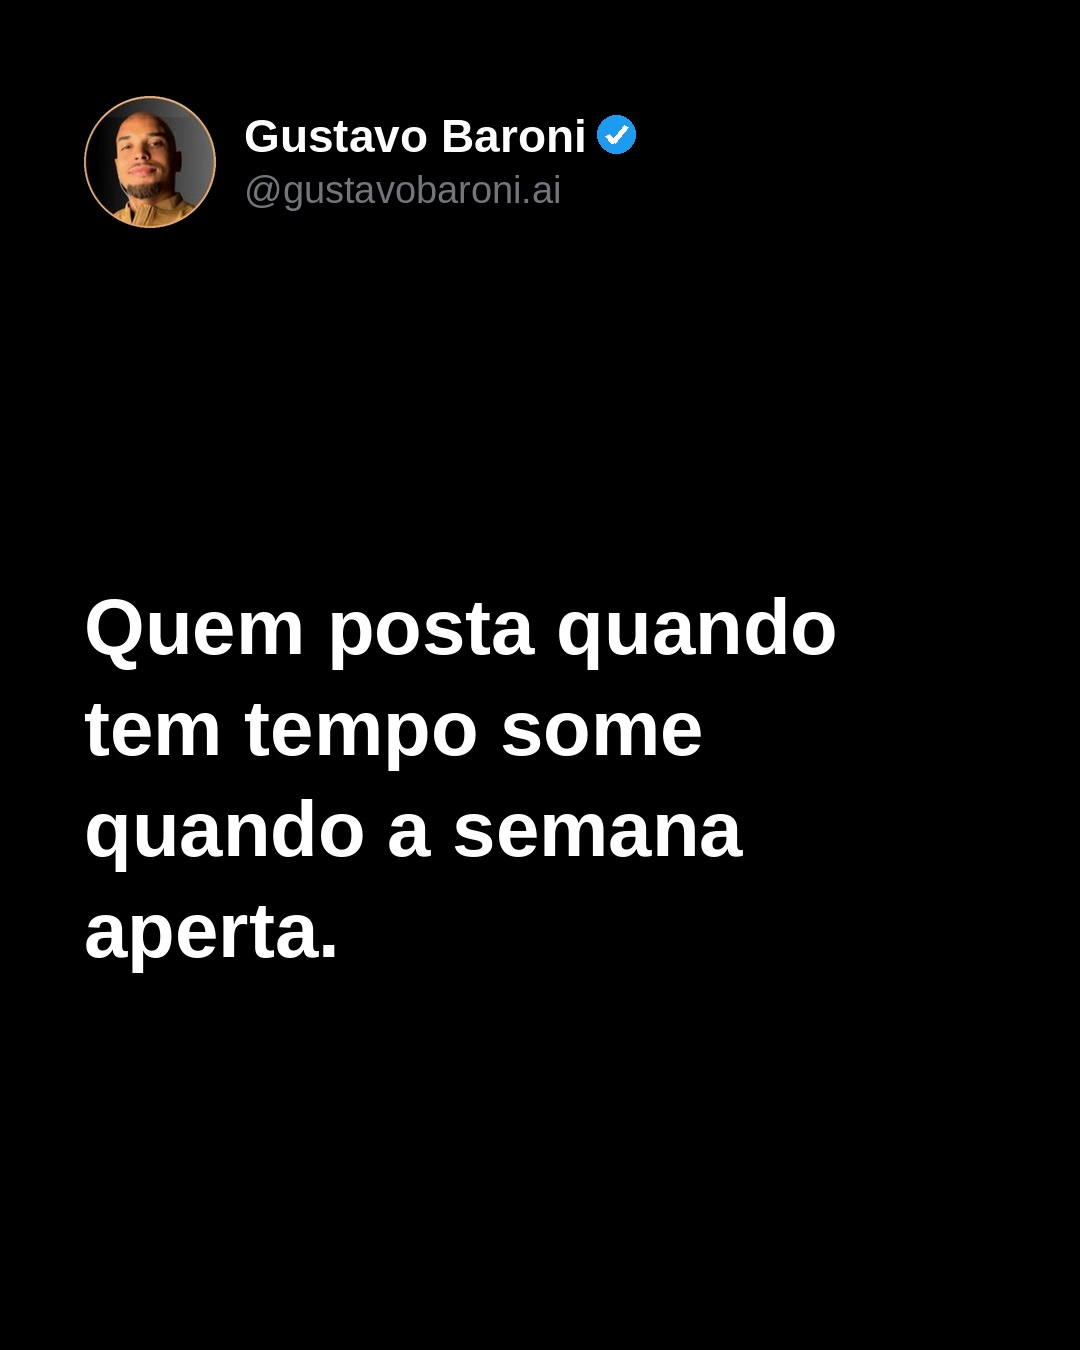 Gustavo Baroni
@gustavobaroni.ai
Quem posta quando
tem tempo some
quando a semana
aperta.